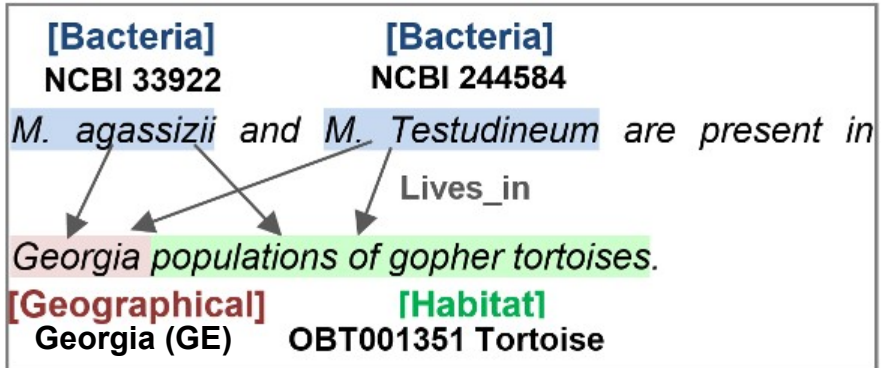 [Bacteria] [Bacteria]
NCBI 33922 NCBI 244584
M. agassizii and M. Testudineum are present in
Lives_in
Georgia populations of gopher tortoises.
[Geographical] [Habitat]
Georgia (GE) OBT001351 Tortoise